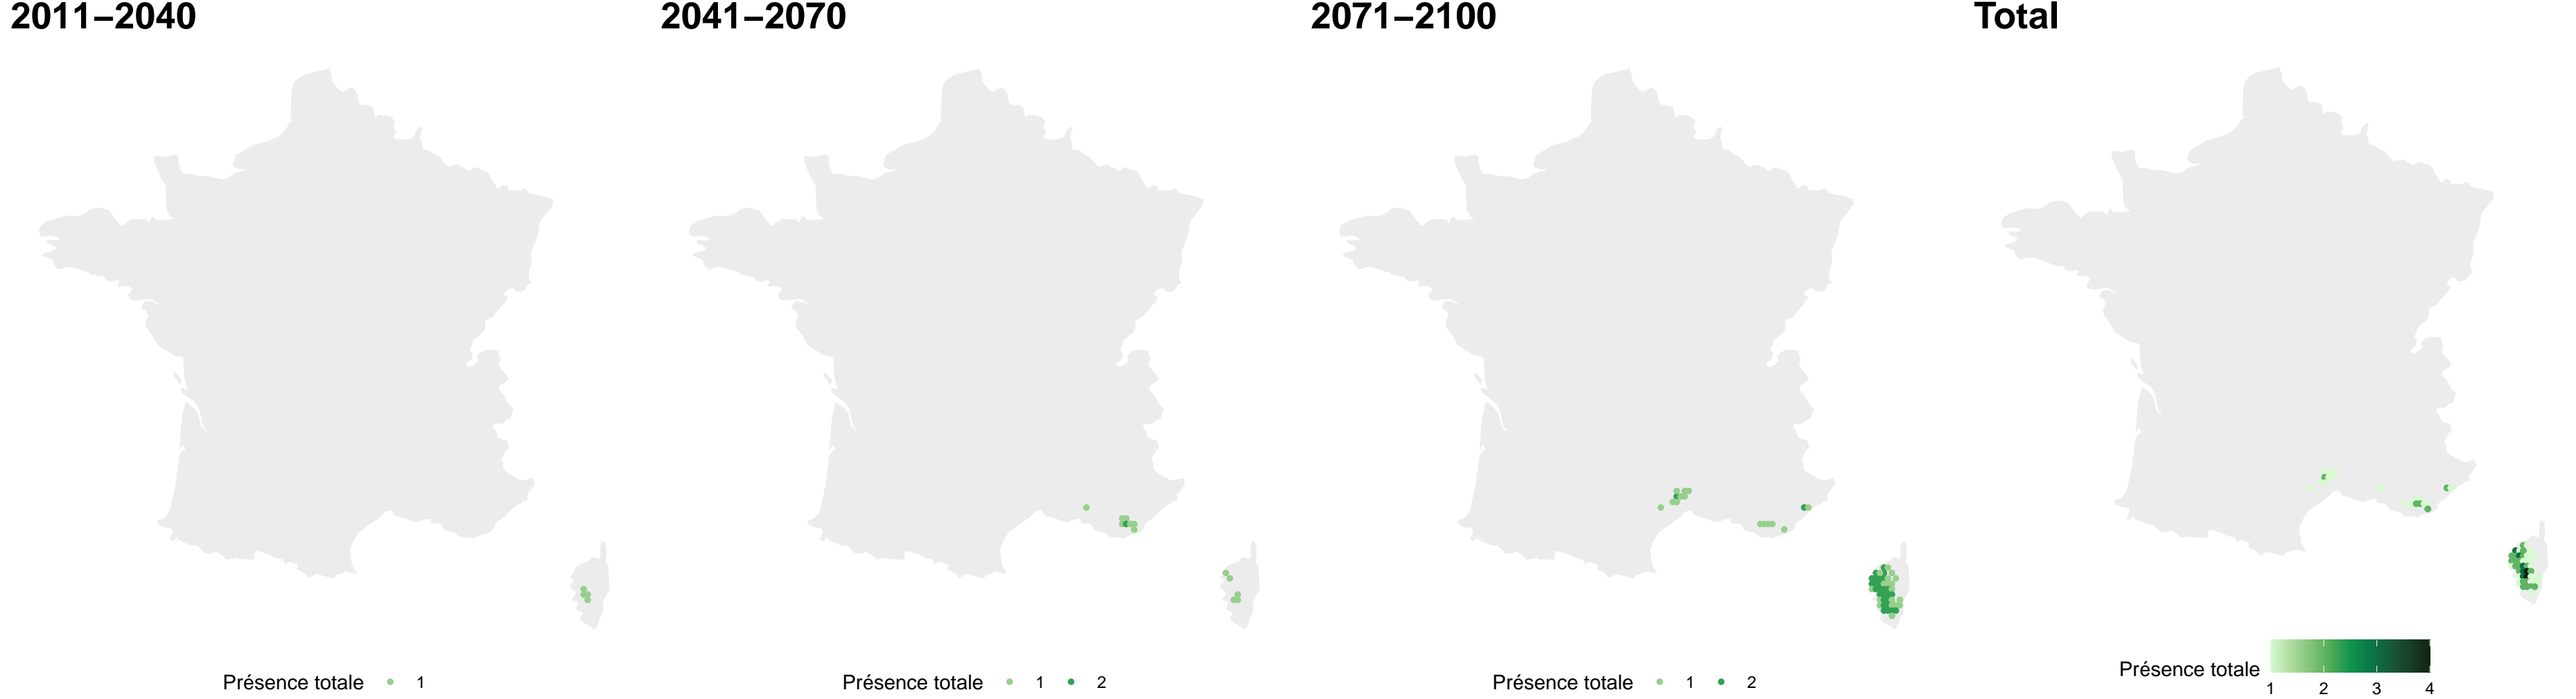 2011–2040
2041–2070
2071–2100
Total
Présence totale 1
Présence totale 1 2
Présence totale 1 2
Présence totale
1 2 3 4